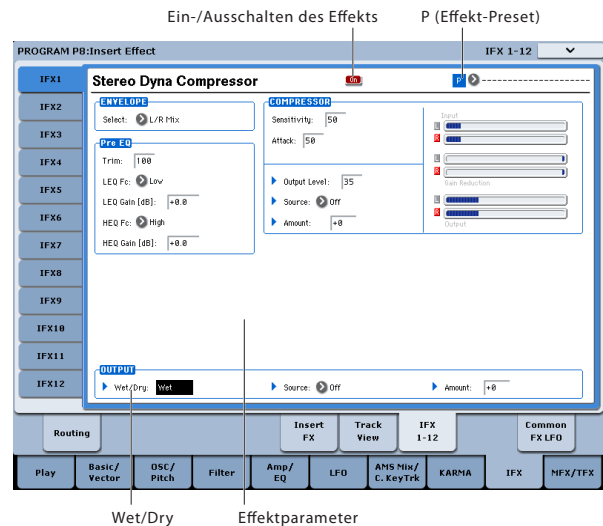 Ein-/Ausschalten des Effekts
P (Effekt-Preset)
PROGRAM P8:Insert Effect
IFX 1-12
IFX1
IFX2
IFX3
IFX4
IFX5
IFX6
IFX7
IFX8
IFX9
IFX10
IFX11
IFX12
Stereo Dyna Compressor
On
P
ENVELOPE
Select: L/R Mix
Pre EQ
Trim: 100
LEQ Fc: Low
LEQ Gain [dB]: +0.0
HEQ Fc: High
HEQ Gain [dB]: +0.0
COMPRESSOR
Sensitivity: 50
Attack: 50
Output Level: 35
Source: Off
Amount: +0
Input
L
R
L
R
Gain Reduction
L
R
Output
OUTPUT
Wet/Dry: Wet
Source: Off
Amount: +0
Routing
Insert FX
Track View
IFX 1-12
Common FX LFO
Play
Basic/ Vector
OSC/ Pitch
Filter
Amp/ EQ
LFO
AMS Mix/ C. KeyTrk
KARMA
IFX
MFX/TFX
Wet/Dry
Effektparameter